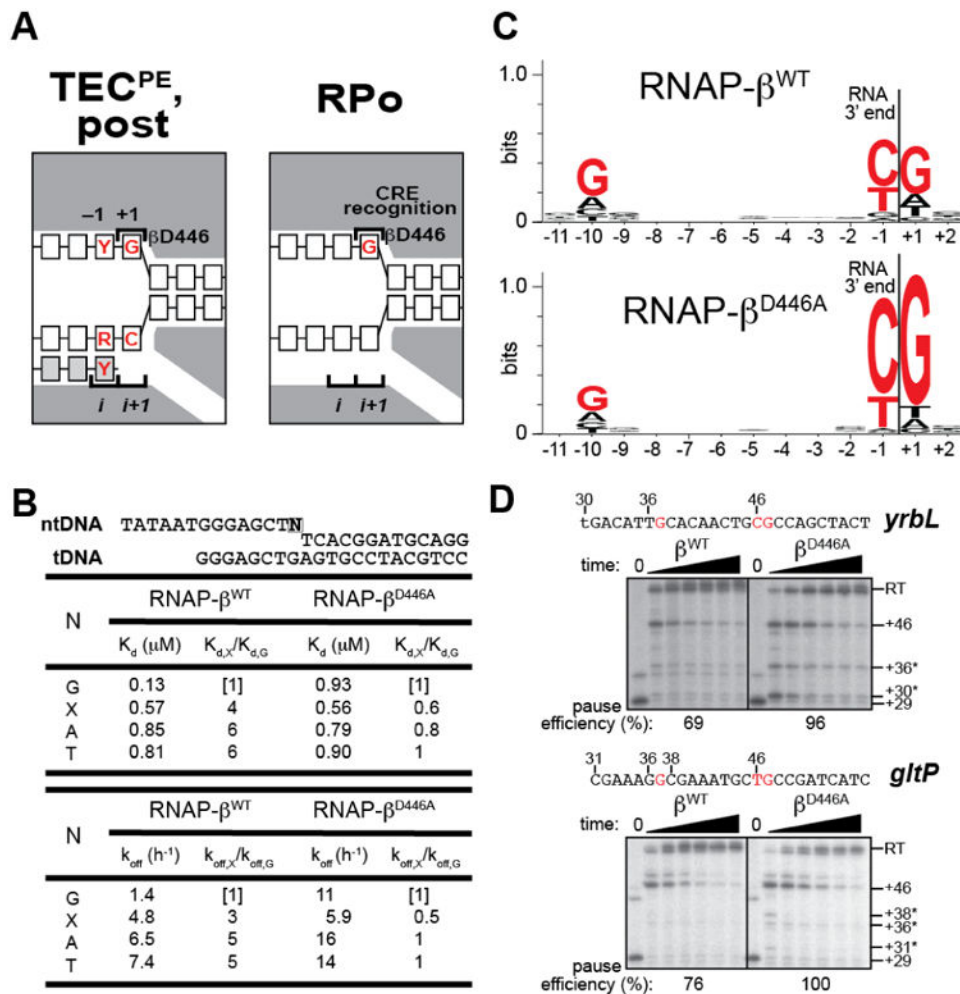 A
TEC^PE,
post
RPo
–1 +1
βD446
Y G
R C
Y
i i+1
CRE
recognition
βD446
G
i i+1
B
ntDNA TATAATGGGAGCTN
TCACGGATGCAGG
tDNA GGGAGCTGAGTGCCTACGTCC
N RNAP-β^WT RNAP-β^D446A
K_d (μM) K_d,X/K_d,G K_d (μM) K_d,X/K_d,G
G 0.13 [1] 0.93 [1]
X 0.57 4 0.56 0.6
A 0.85 6 0.79 0.8
T 0.81 6 0.90 1
N RNAP-β^WT RNAP-β^D446A
k_off (h⁻¹) k_off,X/k_off,G k_off (h⁻¹) k_off,X/k_off,G
G 1.4 [1] 11 [1]
X 4.8 3 5.9 0.5
A 6.5 5 16 1
T 7.4 5 14 1
C
RNAP-β^WT
RNA
3' end
1.0
bits
0
G A T
C T
G A T
-11 -10 -9 -8 -7 -6 -5 -4 -3 -2 -1 +1 +2
RNAP-β^D446A
RNA
3' end
1.0
bits
0
G A T
C T
G T A
-11 -10 -9 -8 -7 -6 -5 -4 -3 -2 -1 +1 +2
D
30 36 46
tGACATTGCACAACTGCGCCAGCTACT yrbL
β^WT β^D446A
time: 0 0
RT
+46
+36*
+30*
+29
pause
efficiency (%): 69 96
31 36 38 46
CGAAAGGCGAAATGCTGCCGATCATC gltP
β^WT β^D446A
time: 0 0
RT
+46
+38*
+36*
+31*
+29
pause
efficiency (%): 76 100